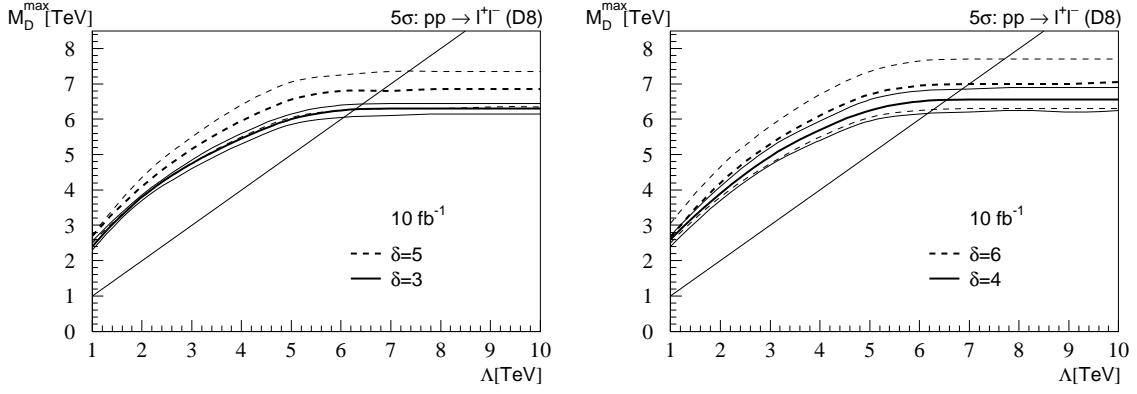 M_D^max [TeV]
5σ: pp → l⁺l⁻ (D8)
8
7
6
5
4
3
2
1
0
10 fb⁻¹
δ=5
δ=3
1 2 3 4 5 6 7 8 9 10
Λ[TeV]
M_D^max [TeV]
5σ: pp → l⁺l⁻ (D8)
8
7
6
5
4
3
2
1
0
10 fb⁻¹
δ=6
δ=4
1 2 3 4 5 6 7 8 9 10
Λ[TeV]